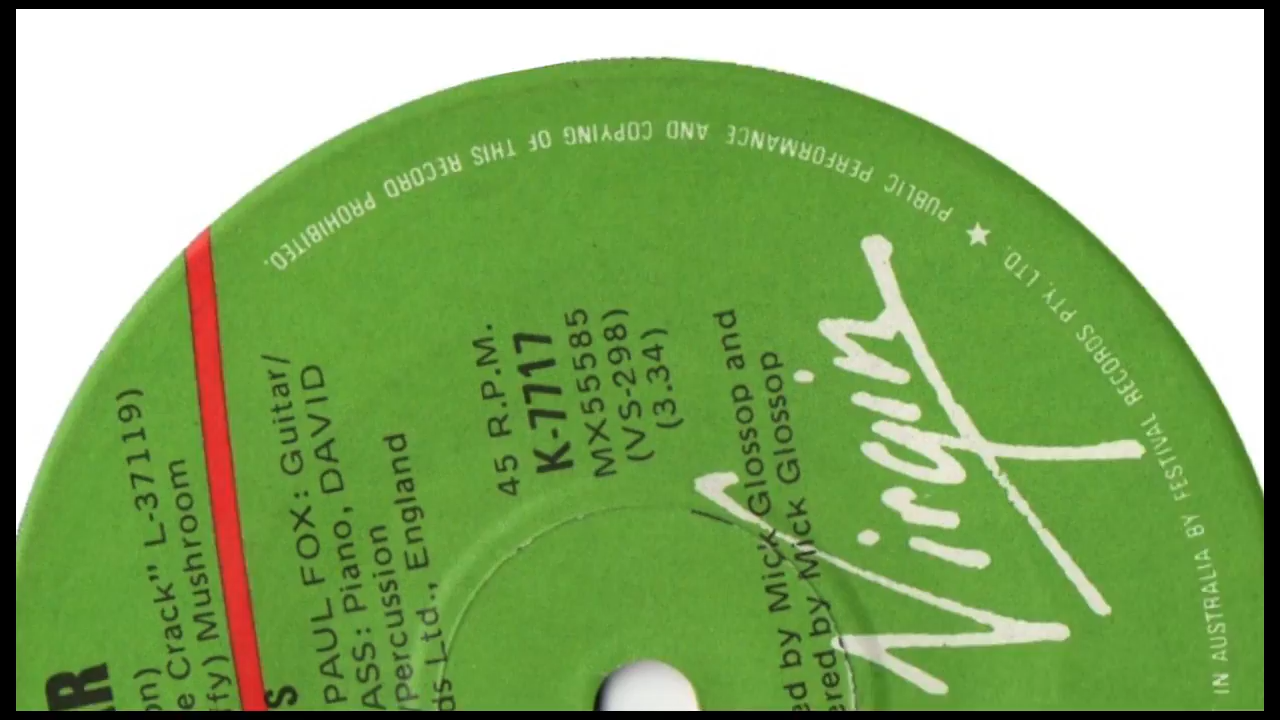 IN AUSTRALIA BY FESTIVAL RECORDS PTY. LTD. ★ PUBLIC PERFORMANCE AND COPYING OF THIS RECORD PROHIBITED.
Virgin
by Mick Glossop and
by Mick Glossop
45 R.P.M.
K-7717
MX55585
(VS-298)
(3.34)
PAUL FOX: Guitar/
Piano, DAVID
/Percussion
Ltd., England
Crack" L-37119)
Mushroom